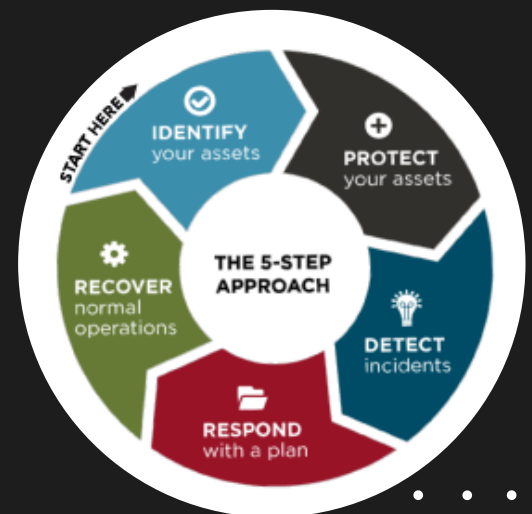 START HERE
IDENTIFY
your assets
PROTECT
your assets
DETECT
incidents
RESPOND
with a plan
RECOVER
normal
operations
THE 5-STEP
APPROACH